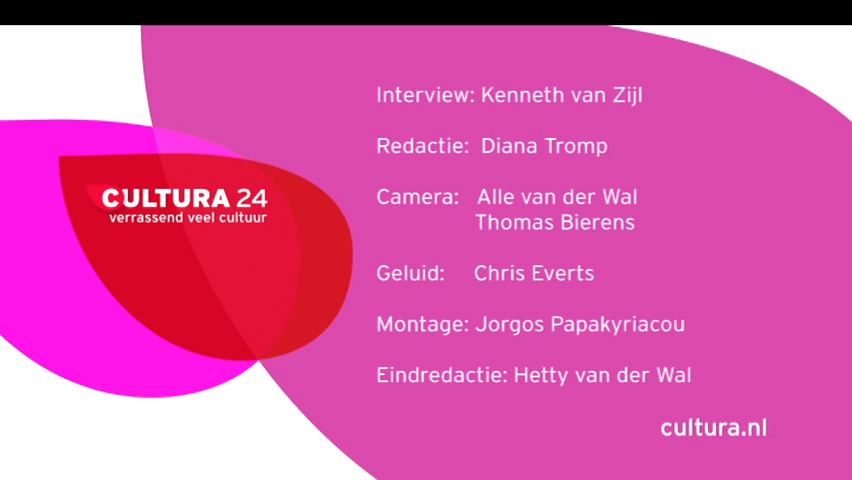 CULTURA 24
verrassend veel cultuur
Interview: Kenneth van Zijl
Redactie: Diana Tromp
Camera: Alle van der Wal
Thomas Bierens
Geluid: Chris Everts
Montage: Jorgos Papakyriacou
Eindredactie: Hetty van der Wal
cultura.nl